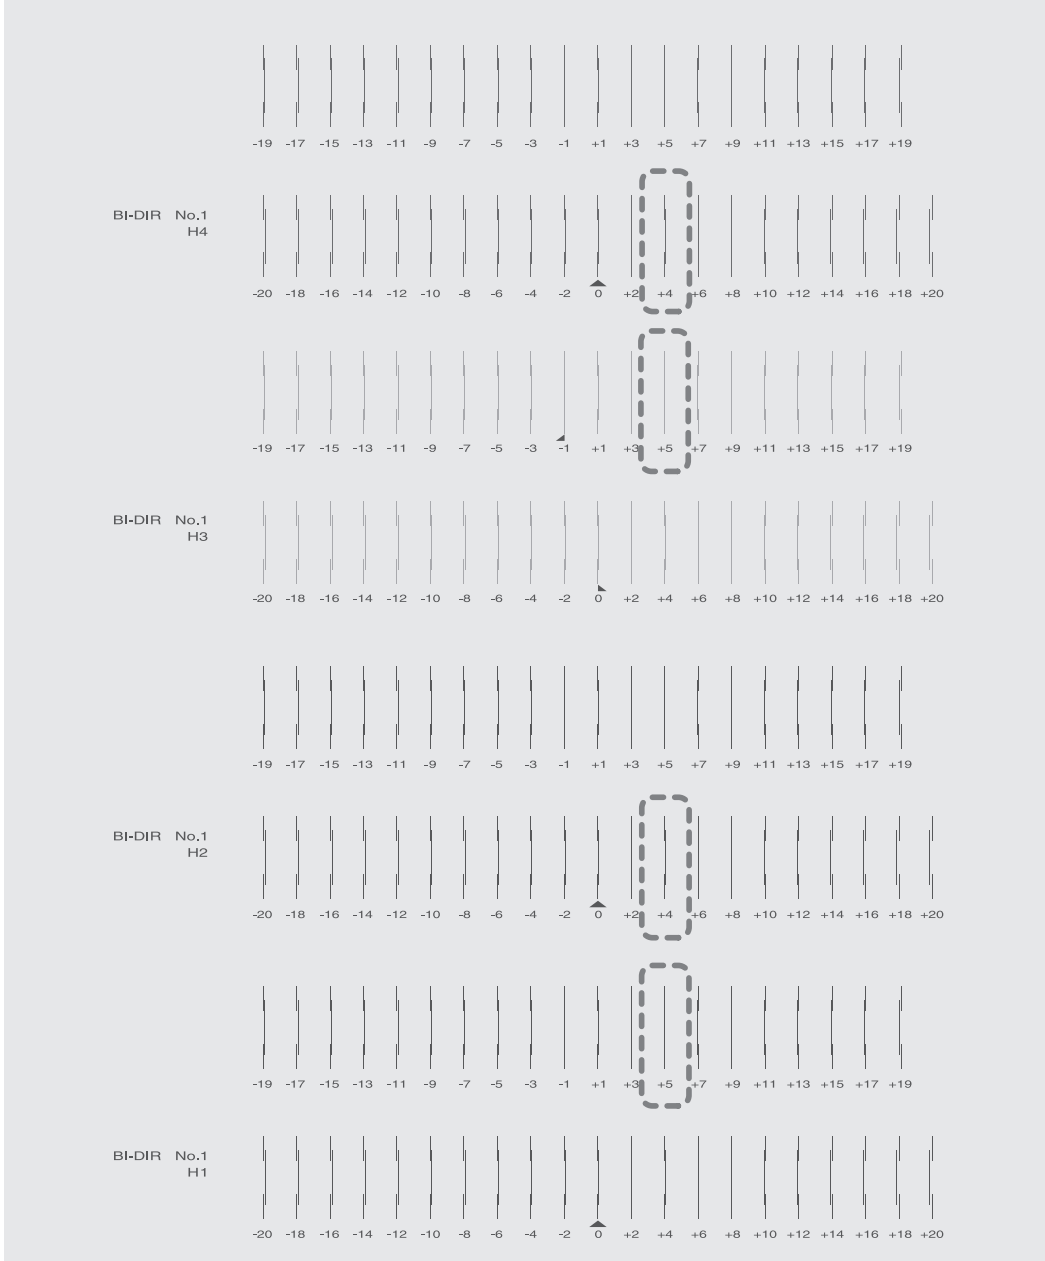 -19 -17 -15 -13 -11 -9 -7 -5 -3 -1 +1 +3 +5 +7 +9 +11 +13 +15 +17 +19
BI-DIR No.1
H4
-20 -18 -16 -14 -12 -10 -8 -6 -4 -2 0 +2 +4 +6 +8 +10 +12 +14 +16 +18 +20
-19 -17 -15 -13 -11 -9 -7 -5 -3 -1 +1 +3 +5 +7 +9 +11 +13 +15 +17 +19
BI-DIR No.1
H3
-20 -18 -16 -14 -12 -10 -8 -6 -4 -2 0 +2 +4 +6 +8 +10 +12 +14 +16 +18 +20
-19 -17 -15 -13 -11 -9 -7 -5 -3 -1 +1 +3 +5 +7 +9 +11 +13 +15 +17 +19
BI-DIR No.1
H2
-20 -18 -16 -14 -12 -10 -8 -6 -4 -2 0 +2 +4 +6 +8 +10 +12 +14 +16 +18 +20
-19 -17 -15 -13 -11 -9 -7 -5 -3 -1 +1 +3 +5 +7 +9 +11 +13 +15 +17 +19
BI-DIR No.1
H1
-20 -18 -16 -14 -12 -10 -8 -6 -4 -2 0 +2 +4 +6 +8 +10 +12 +14 +16 +18 +20